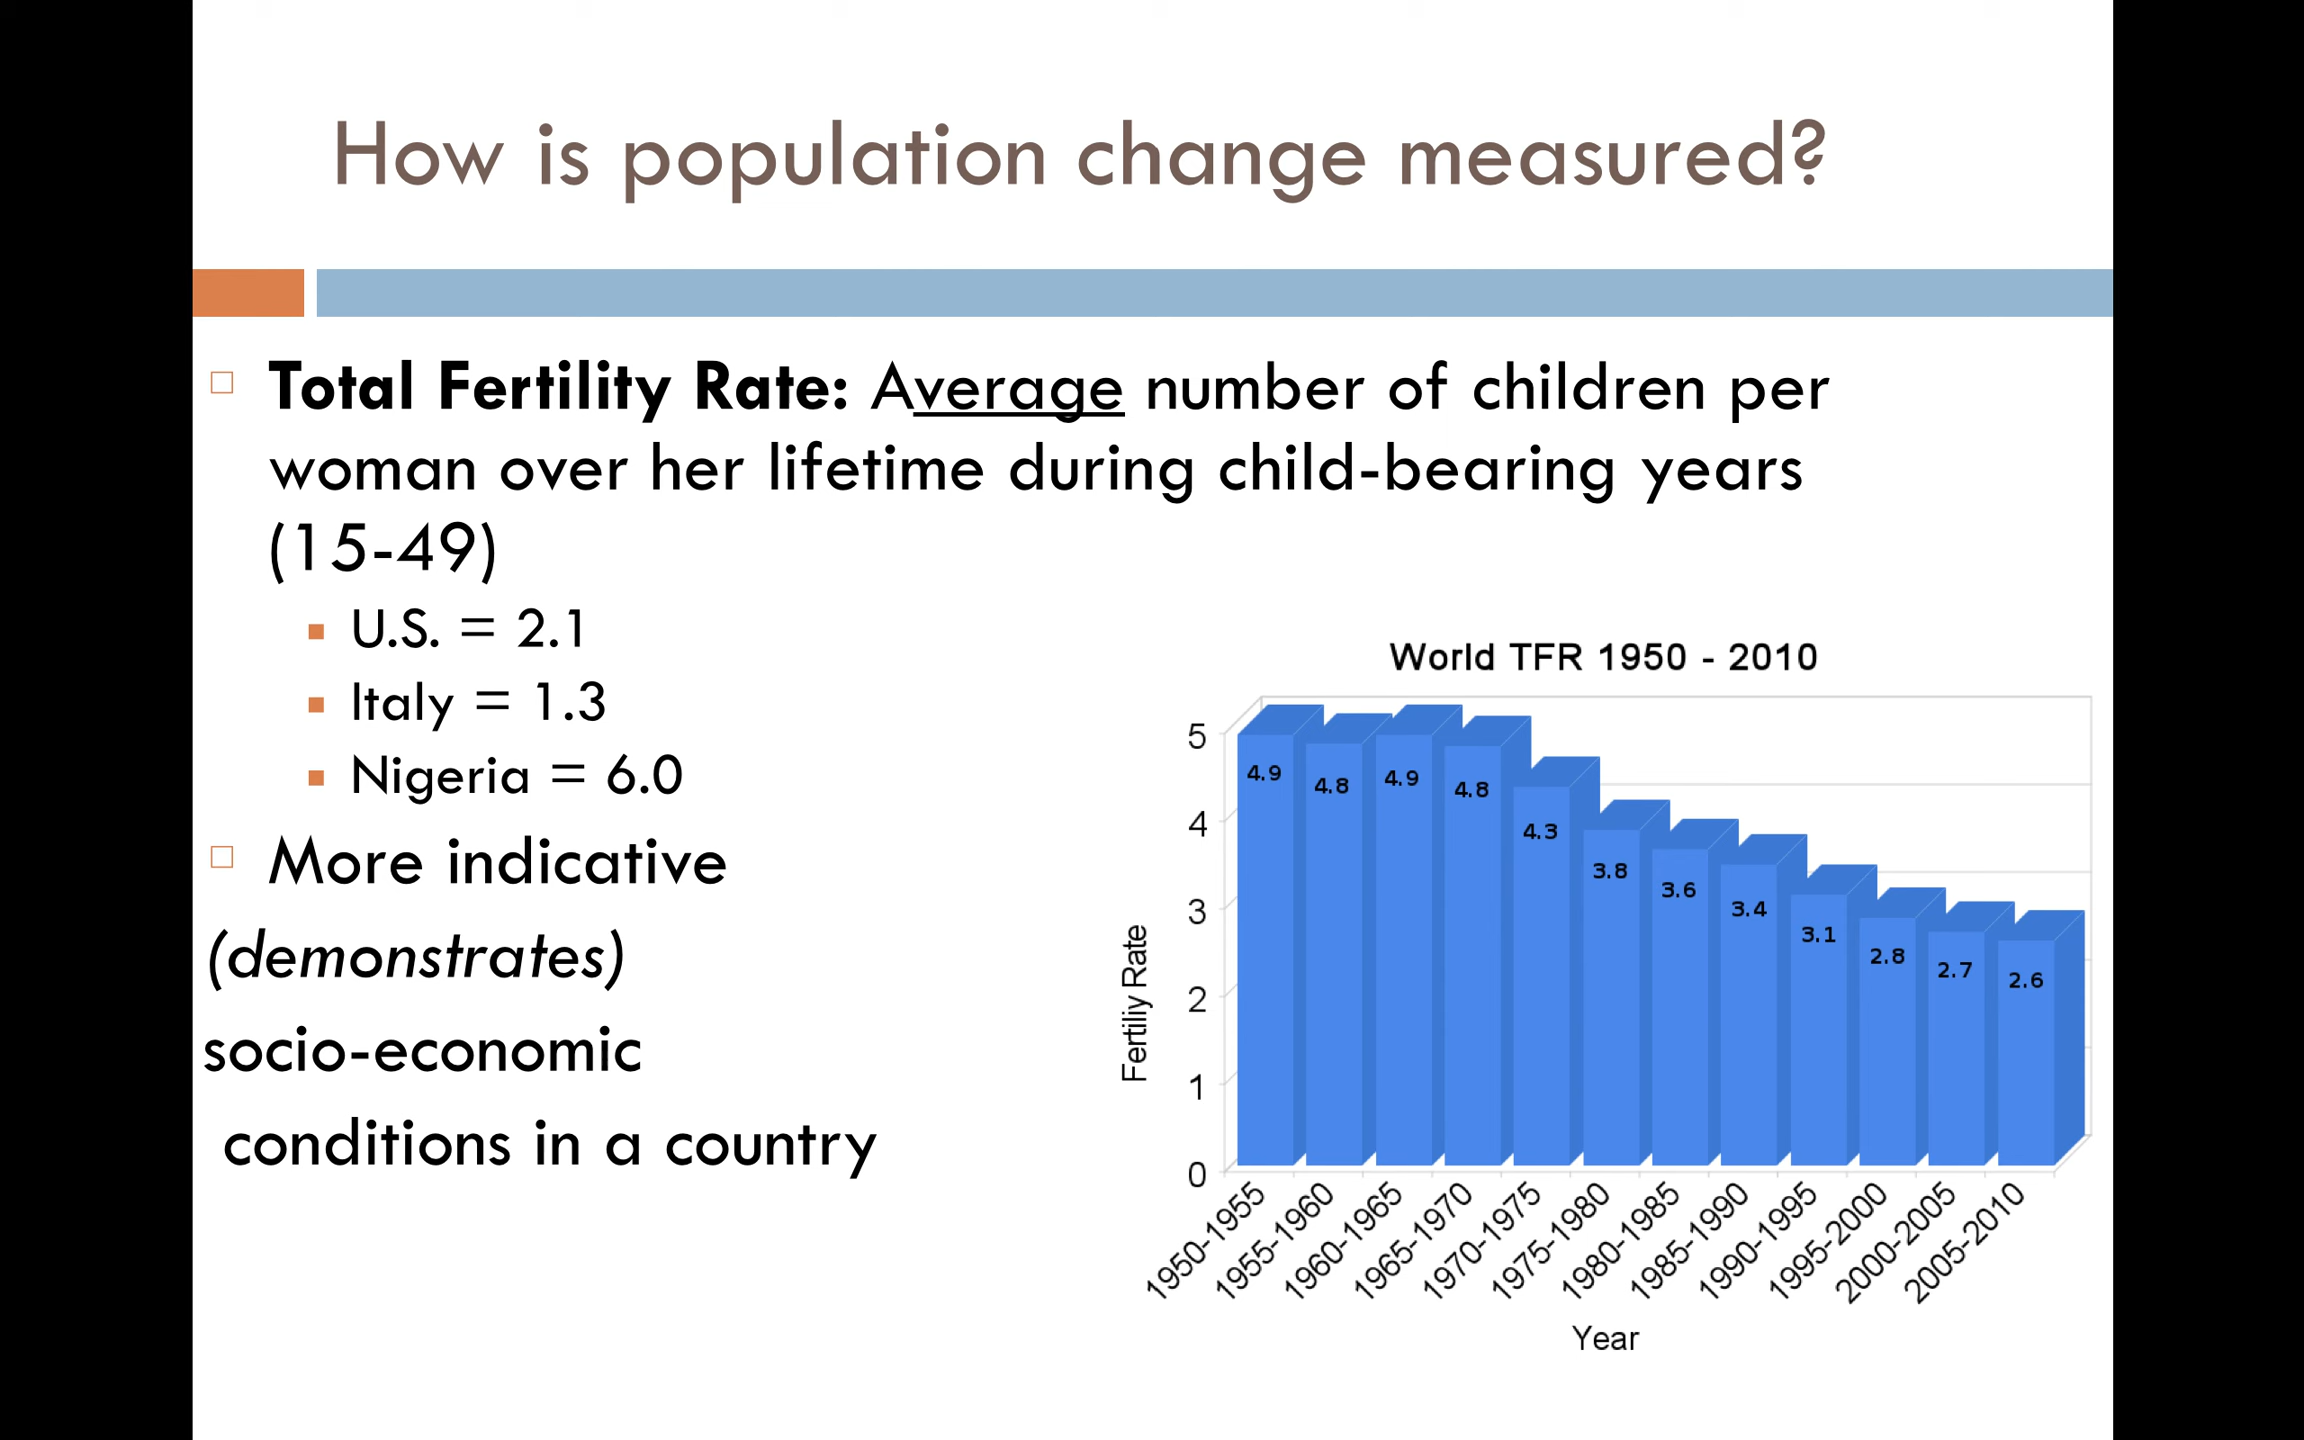 How is population change measured?
Total Fertility Rate: Average number of children per
woman over her lifetime during child-bearing years
(15-49)
U.S. = 2.1
Italy = 1.3
Nigeria = 6.0
More indicative
(demonstrates)
socio-economic
conditions in a country
World TFR 1950 - 2010
Fertiliy Rate
5
4
3
2
1
0
4.9
4.8
4.9
4.8
4.3
3.8
3.6
3.4
3.1
2.8
2.7
2.6
1950-1955
1955-1960
1960-1965
1965-1970
1970-1975
1975-1980
1980-1985
1985-1990
1990-1995
1995-2000
2000-2005
2005-2010
Year